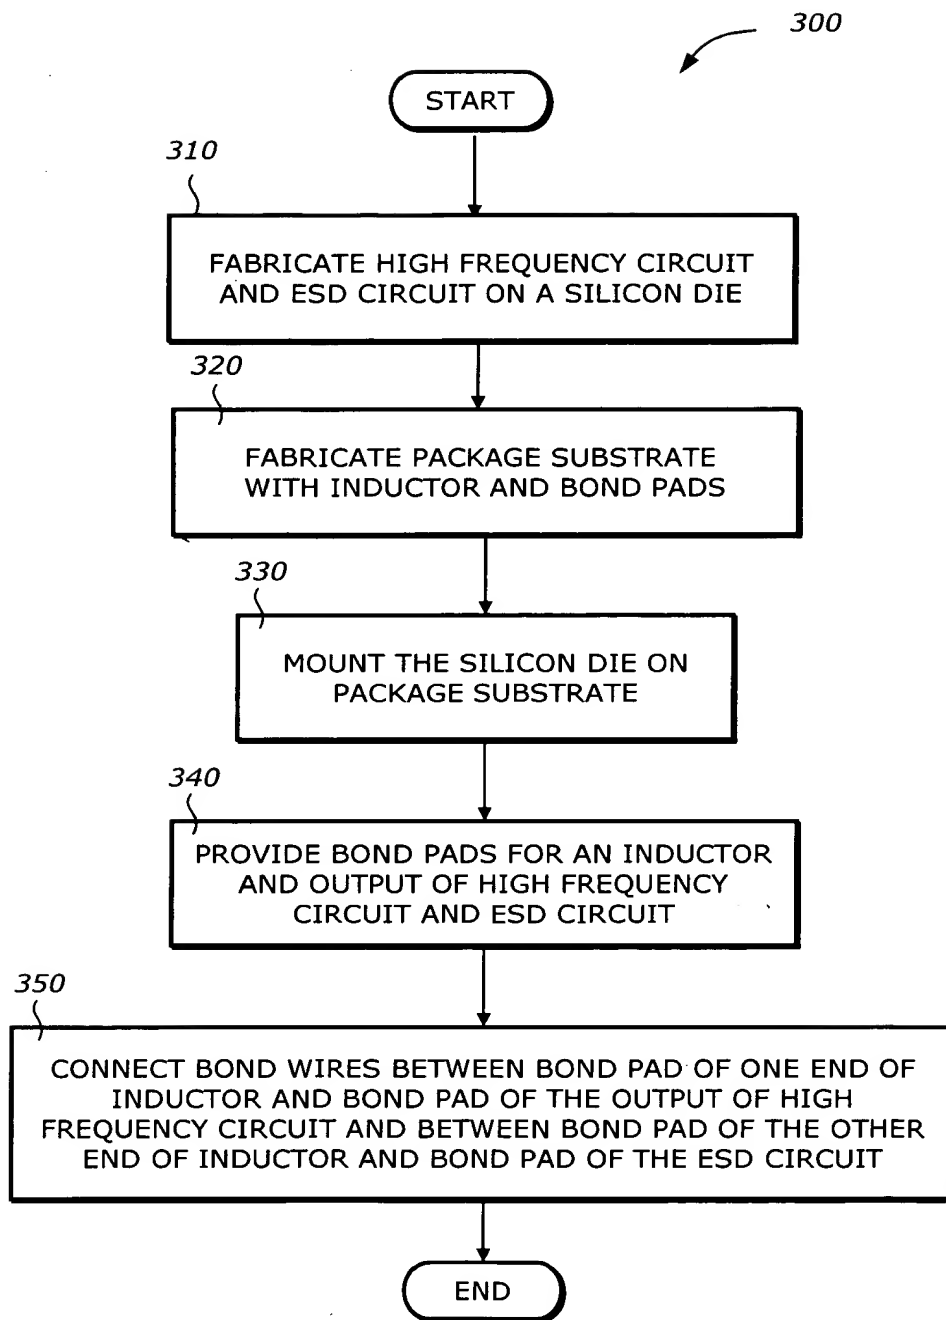 300
START
310
FABRICATE HIGH FREQUENCY CIRCUIT
AND ESD CIRCUIT ON A SILICON DIE
320
FABRICATE PACKAGE SUBSTRATE
WITH INDUCTOR AND BOND PADS
330
MOUNT THE SILICON DIE ON
PACKAGE SUBSTRATE
340
PROVIDE BOND PADS FOR AN INDUCTOR
AND OUTPUT OF HIGH FREQUENCY
CIRCUIT AND ESD CIRCUIT
350
CONNECT BOND WIRES BETWEEN BOND PAD OF ONE END OF
INDUCTOR AND BOND PAD OF THE OUTPUT OF HIGH
FREQUENCY CIRCUIT AND BETWEEN BOND PAD OF THE OTHER
END OF INDUCTOR AND BOND PAD OF THE ESD CIRCUIT
END